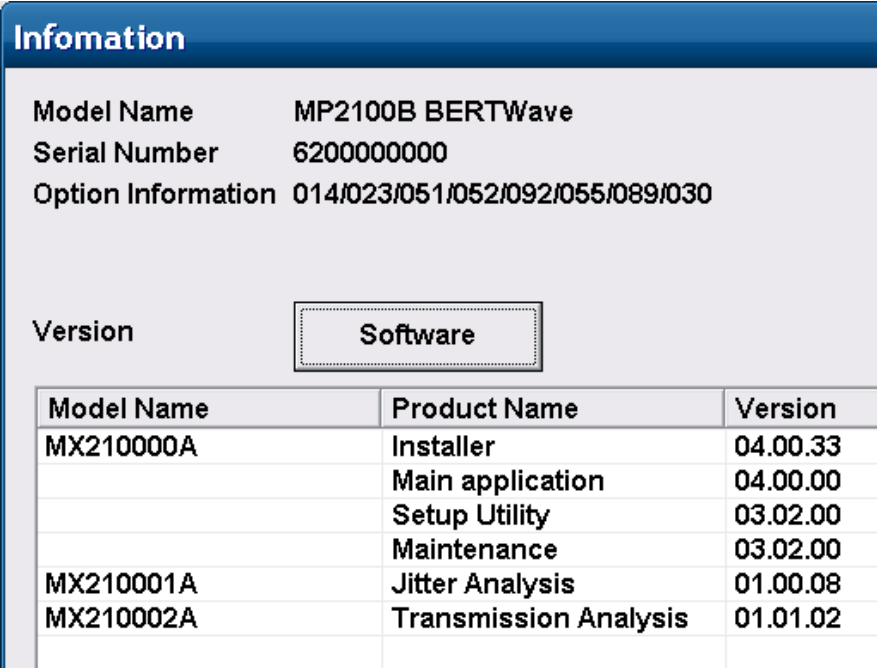 Infomation
Model Name MP2100B BERTWave
Serial Number 6200000000
Option Information 014/023/051/052/092/055/089/030
Version Software
Model Name Product Name Version
MX210000A Installer 04.00.33
Main application 04.00.00
Setup Utility 03.02.00
Maintenance 03.02.00
MX210001A Jitter Analysis 01.00.08
MX210002A Transmission Analysis 01.01.02